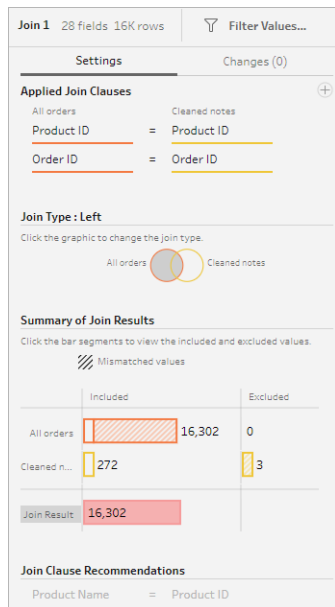 Join 1 28 fields 16K rows Filter Values...
Settings Changes (0)
Applied Join Clauses
All orders Cleaned notes
Product ID = Product ID
Order ID = Order ID
Join Type : Left
Click the graphic to change the join type.
All orders Cleaned notes
Summary of Join Results
Click the bar segments to view the included and excluded values.
Mismatched values
Included Excluded
All orders 16,302 0
Cleaned n... 272 3
Join Result 16,302
Join Clause Recommendations
Product Name = Product ID